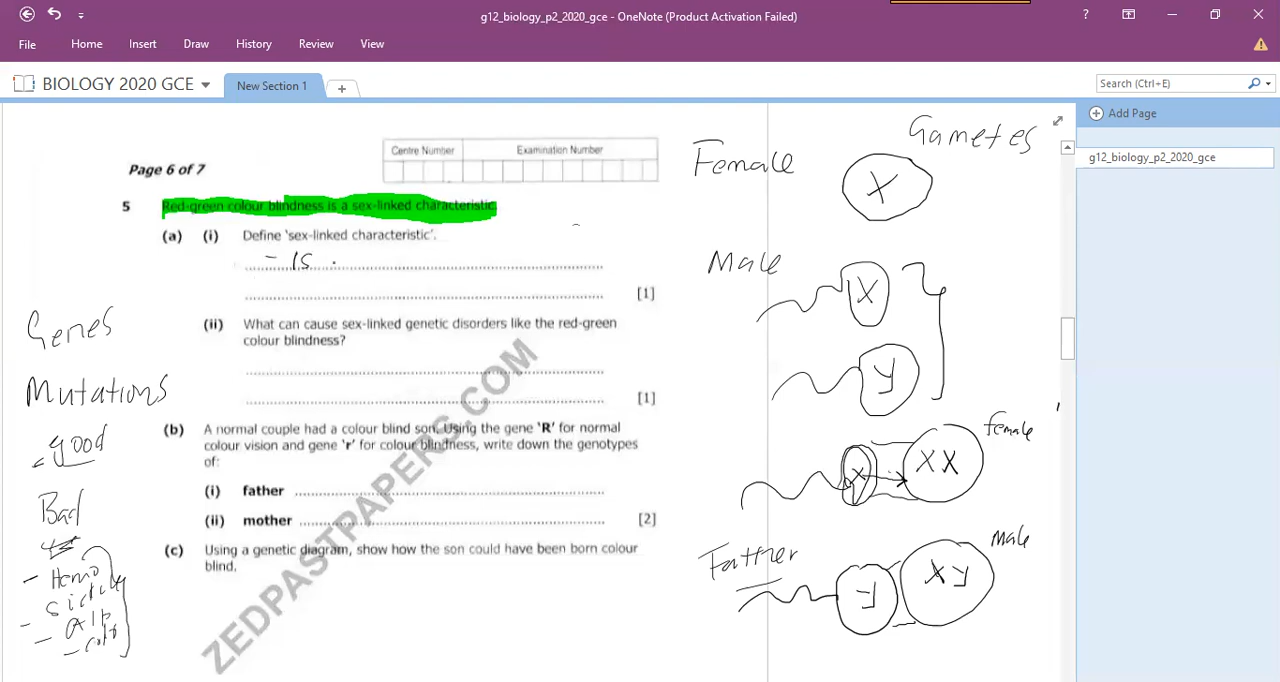 g12_biology_p2_2020_gce - OneNote (Product Activation Failed)
File Home Insert Draw History Review View
BIOLOGY 2020 GCE
New Section 1
Search (Ctrl+E)
Add Page
g12_biology_p2_2020_gce
Centre Number Examination Number
Page 6 of 7
5 Red-green colour blindness is a sex-linked characteristic.
(a) (i) Define 'sex-linked characteristic'.
- is
[1]
(ii) What can cause sex-linked genetic disorders like the red-green
colour blindness?
[1]
(b) A normal couple had a colour blind son. Using the gene 'R' for normal
colour vision and gene 'r' for colour blindness, write down the genotypes
of:
(i) father
(ii) mother [2]
(c) Using a genetic diagram, show how the son could have been born colour
blind.
ZEDPASTPAPERS.COM
Genes
Mutations
good
Bad
- Hemo
Female
Gametes
X
Male
X
y
female
X
XX
Male
Father
y
Xy